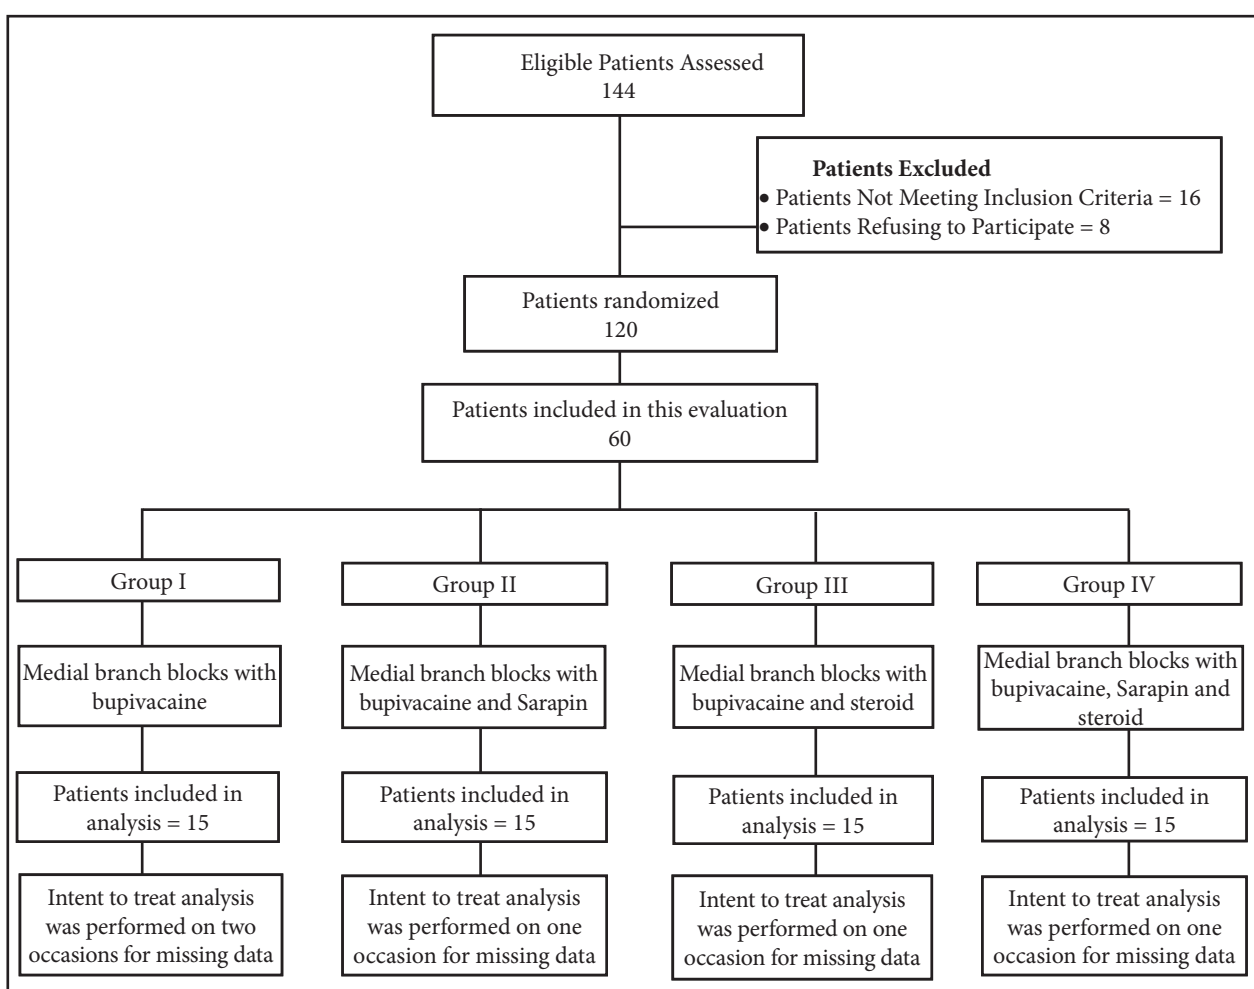 Eligible Patients Assessed
144
Patients Excluded
• Patients Not Meeting Inclusion Criteria = 16
• Patients Refusing to Participate = 8
Patients randomized
120
Patients included in this evaluation
60
Group I
Group II
Group III
Group IV
Medial branch blocks with
bupivacaine
Medial branch blocks with
bupivacaine and Sarapin
Medial branch blocks with
bupivacaine and steroid
Medial branch blocks with
bupivacaine, Sarapin and
steroid
Patients included in
analysis = 15
Patients included in
analysis = 15
Patients included in
analysis = 15
Patients included in
analysis = 15
Intent to treat analysis
was performed on two
occasions for missing data
Intent to treat analysis
was performed on one
occasion for missing data
Intent to treat analysis
was performed on one
occasion for missing data
Intent to treat analysis
was performed on one
occasion for missing data